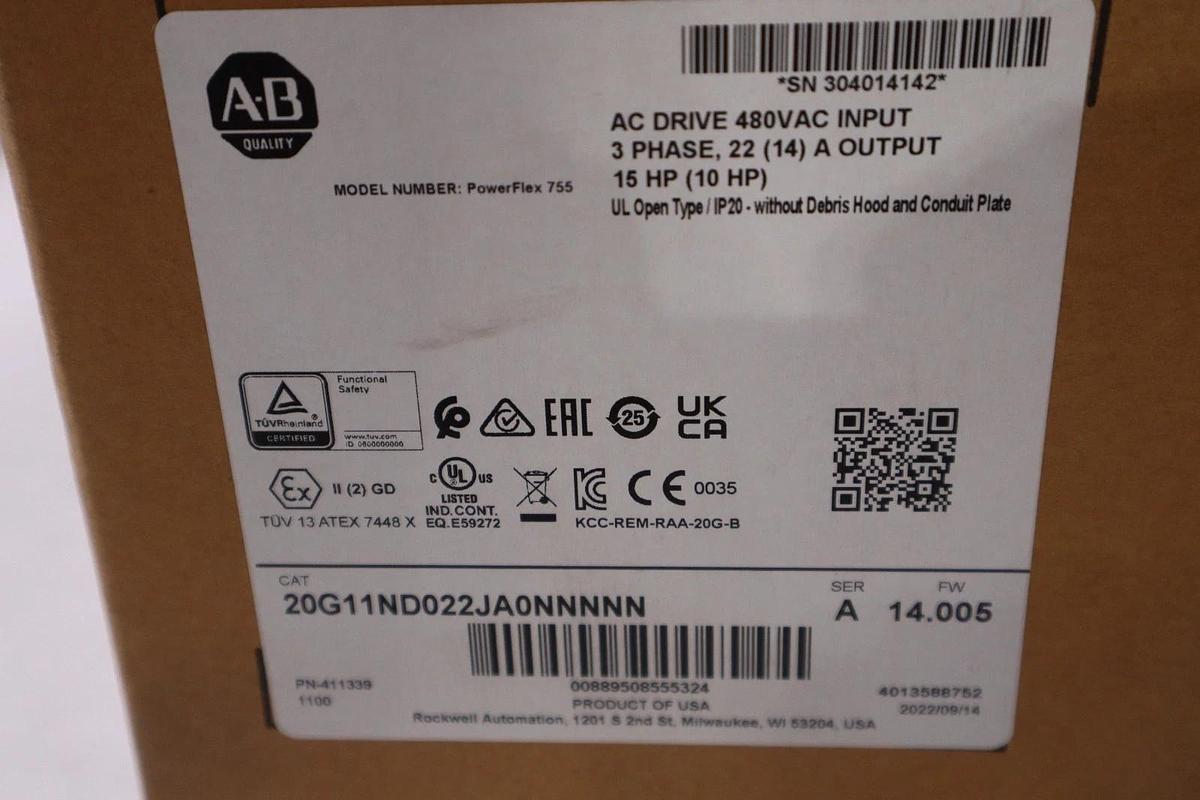 A-B
QUALITY
*SN 304014142*
AC DRIVE 480VAC INPUT
3 PHASE, 22 (14) A OUTPUT
15 HP (10 HP)
UL Open Type / IP20 - without Debris Hood and Conduit Plate
MODEL NUMBER: PowerFlex 755
Functional
Safety
TÜVRheinland®
CERTIFIED
www.tuv.com
ID 0600000000
EAC
25
UK
CA
Ex
II (2) GD
TÜV 13 ATEX 7448 X
C UL US
LISTED
IND.CONT.
EQ.E59272
CE 0035
KCC-REM-RAA-20G-B
CAT
20G11ND022JA0NNNNN
SER
A
FW
14.005
00889508555324
PN-411339
1100
PRODUCT OF USA
Rockwell Automation, 1201 S 2nd St, Milwaukee, WI 53204, USA
4013588752
2022/09/14